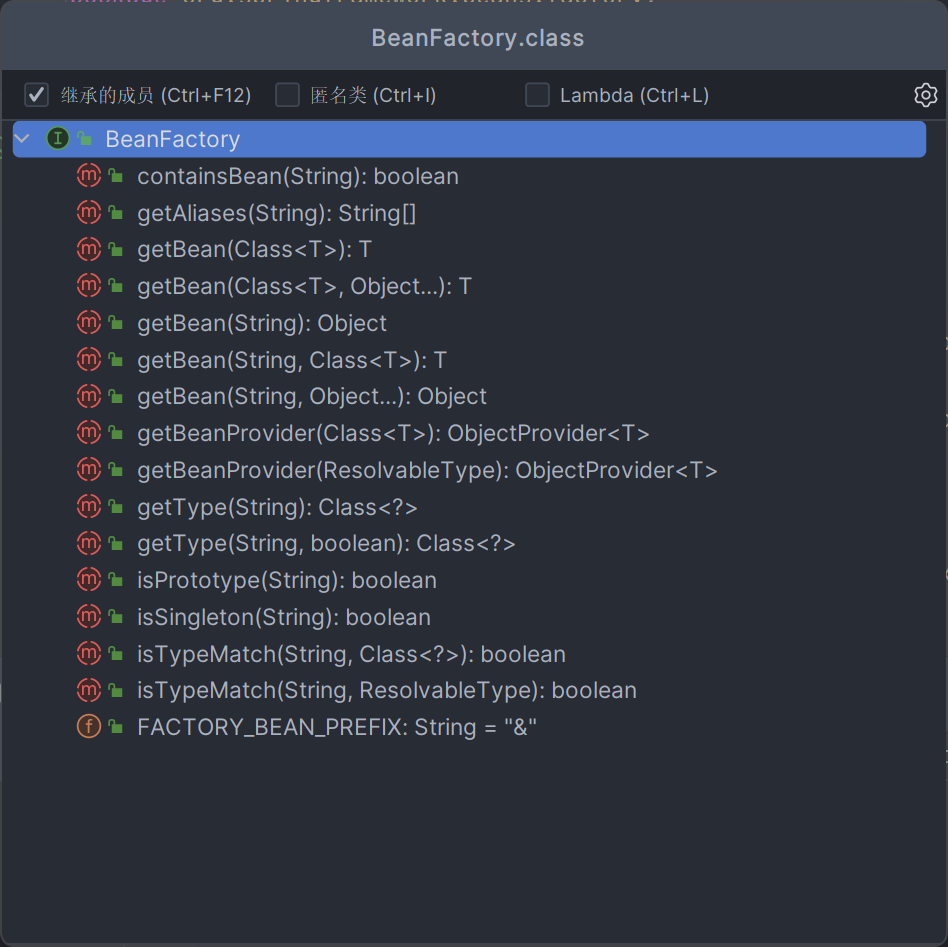 BeanFactory.class
继承的成员 (Ctrl+F12) 匿名类 (Ctrl+I) Lambda (Ctrl+L)
I BeanFactory
m containsBean(String): boolean
m getAliases(String): String[]
m getBean(Class<T>): T
m getBean(Class<T>, Object...): T
m getBean(String): Object
m getBean(String, Class<T>): T
m getBean(String, Object...): Object
m getBeanProvider(Class<T>): ObjectProvider<T>
m getBeanProvider(ResolvableType): ObjectProvider<T>
m getType(String): Class<?>
m getType(String, boolean): Class<?>
m isPrototype(String): boolean
m isSingleton(String): boolean
m isTypeMatch(String, Class<?>): boolean
m isTypeMatch(String, ResolvableType): boolean
f FACTORY_BEAN_PREFIX: String = "&"